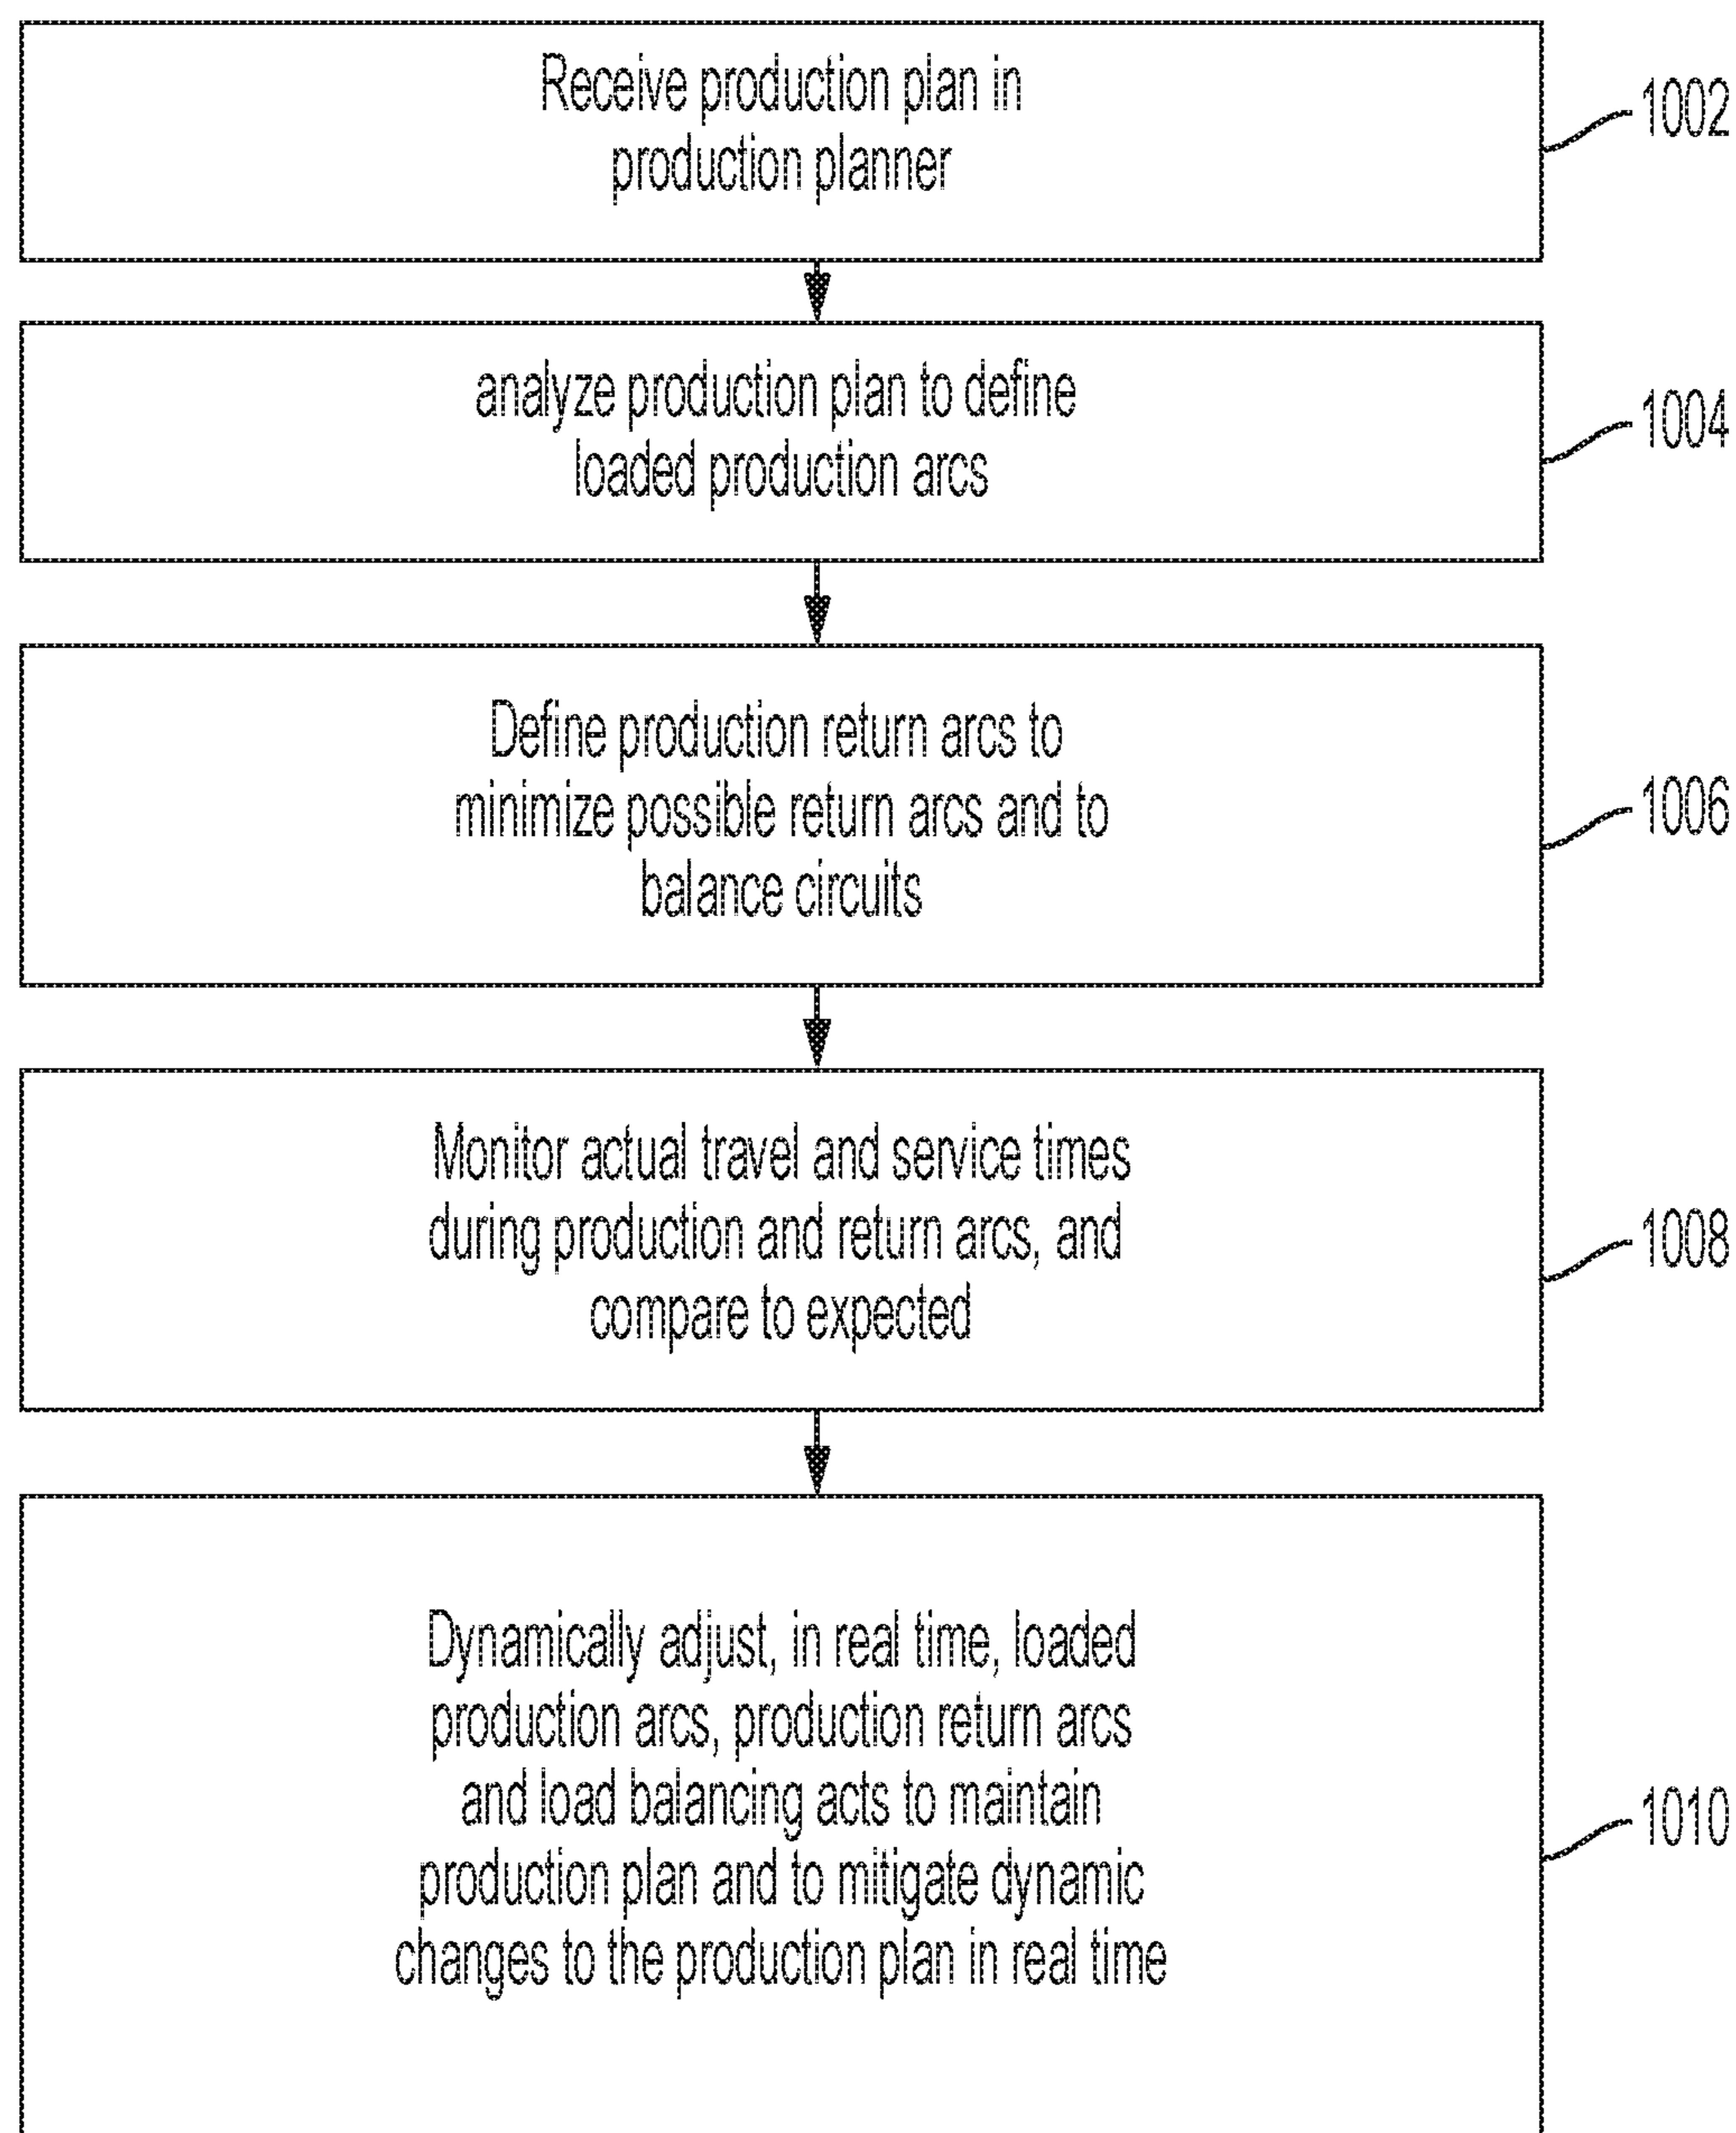 Receive production plan in
production planner
1002
analyze production plan to define
loaded production arcs
1004
Define production return arcs to
minimize possible return arcs and to
balance circuits
1006
Monitor actual travel and service times
during production and return arcs, and
compare to expected
1008
Dynamically adjust, in real time, loaded
production arcs, production return arcs
and load balancing acts to maintain
production plan and to mitigate dynamic
changes to the production plan in real time
1010